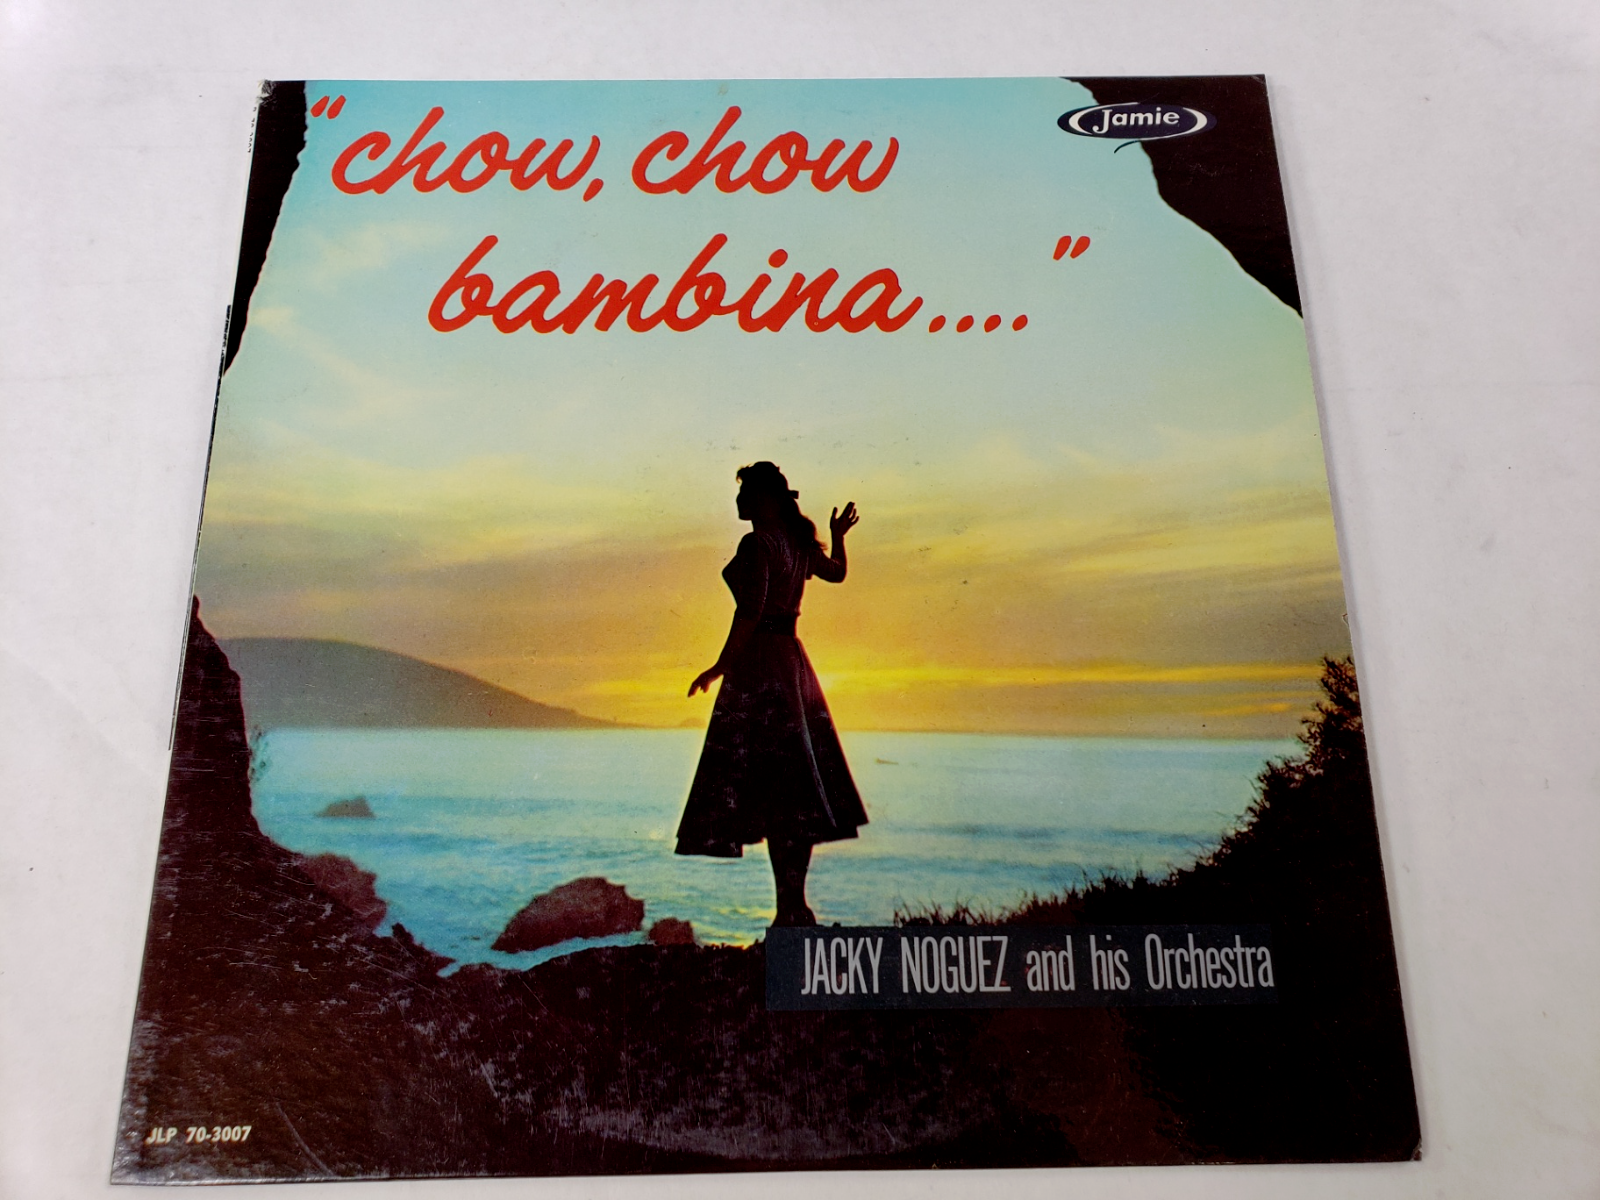 "chow, chow
bambina...."
Jamie
JACKY NOGUEZ and his Orchestra
JLP 70-3007